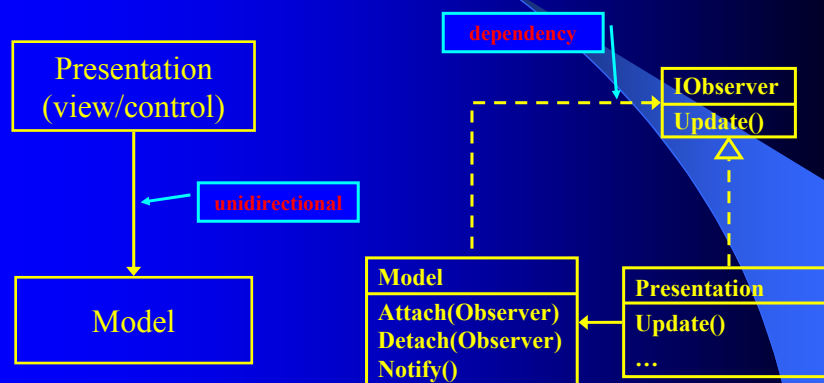 Presentation
(view/control)
unidirectional
Model
dependency
IObserver
Update()
Model
Attach(Observer)
Detach(Observer)
Notify()
Presentation
Update()
…